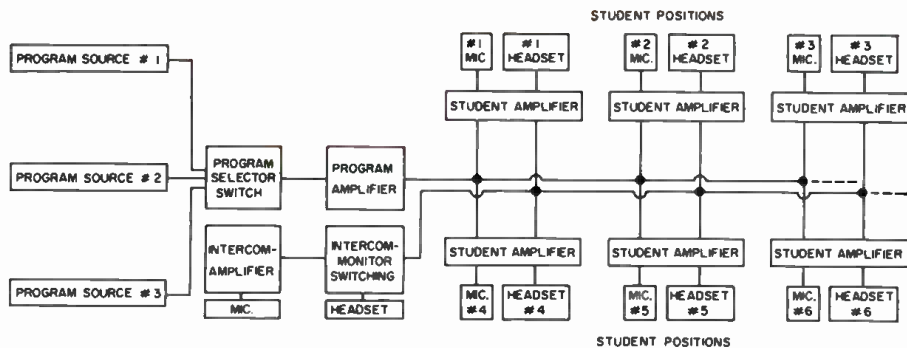 STUDENT POSITIONS
#1
MIC.
#1
HEADSET
#2
MIC.
#2
HEADSET
#3
MIC.
#3
HEADSET
PROGRAM SOURCE #1
STUDENT AMPLIFIER
STUDENT AMPLIFIER
STUDENT AMPLIFIER
PROGRAM SOURCE #2
PROGRAM
SELECTOR
SWITCH
PROGRAM
AMPLIFIER
INTERCOM-
AMPLIFIER
INTERCOM-
MONITOR
SWITCHING
STUDENT AMPLIFIER
STUDENT AMPLIFIER
STUDENT AMPLIFIER
PROGRAM SOURCE #3
MIC.
HEADSET
MIC.
#4
HEADSET
#4
MIC.
#5
HEADSET
#5
MIC.
#6
HEADSET
#6
STUDENT POSITIONS